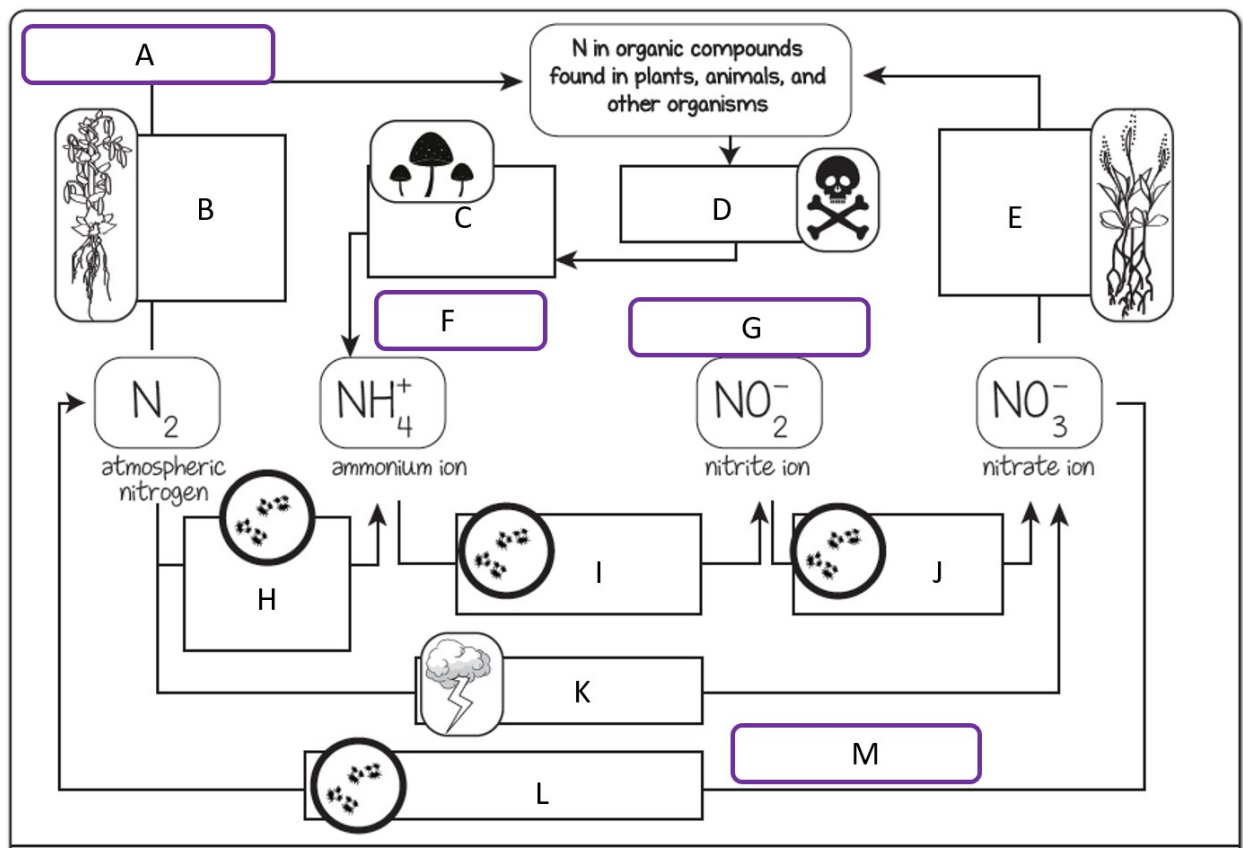 A
N in organic compounds
found in plants, animals, and
other organisms
B
C
D
E
F
G
N₂
NH₄⁺
NO₂⁻
NO₃⁻
atmospheric
nitrogen
ammonium ion
nitrite ion
nitrate ion
H
I
J
K
M
L